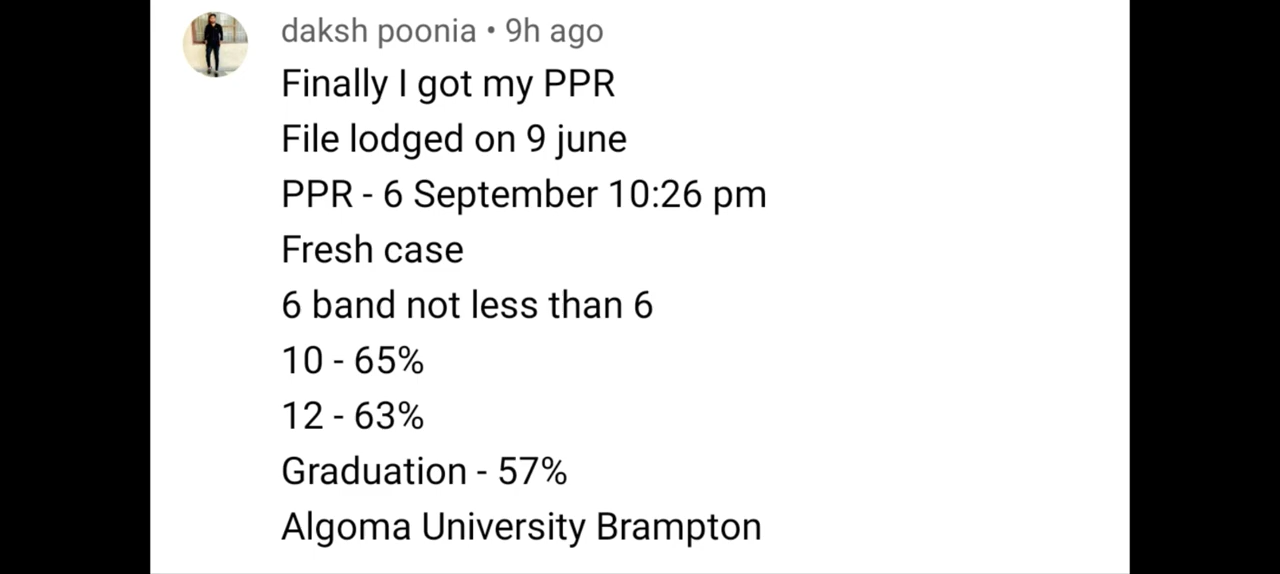 daksh poonia • 9h ago
Finally I got my PPR
File lodged on 9 june
PPR - 6 September 10:26 pm
Fresh case
6 band not less than 6
10 - 65%
12 - 63%
Graduation - 57%
Algoma University Brampton